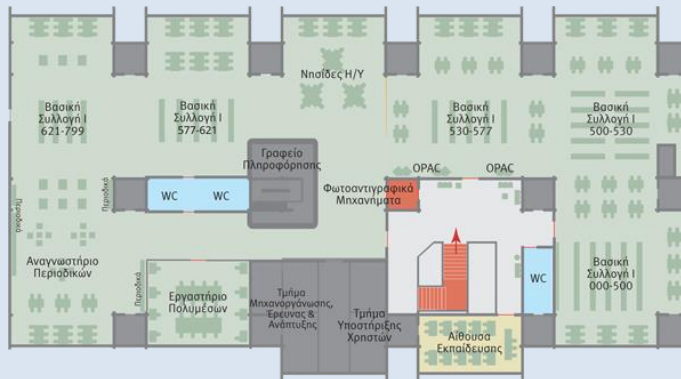 Νησίδες Η/Υ
Βασική
Συλλογή Ι
621-799
Βασική
Συλλογή Ι
577-621
Βασική
Συλλογή Ι
530-577
Βασική
Συλλογή Ι
500-530
Γραφείο
Πληροφόρησης
OPAC
OPAC
Περιοδικά
Περιοδικά
WC
WC
Φωτοαντιγραφικά
Μηχανήματα
Αναγνωστήριο
Περιοδικών
Περιοδικά
Εργαστήριο
Πολυμέσων
Τμήμα
Μηχανοργάνωσης,
Έρευνας &
Ανάπτυξης
Τμήμα
Υποστήριξης
Χρηστών
WC
Βασική
Συλλογή Ι
000-500
Αίθουσα
Εκπαίδευσης